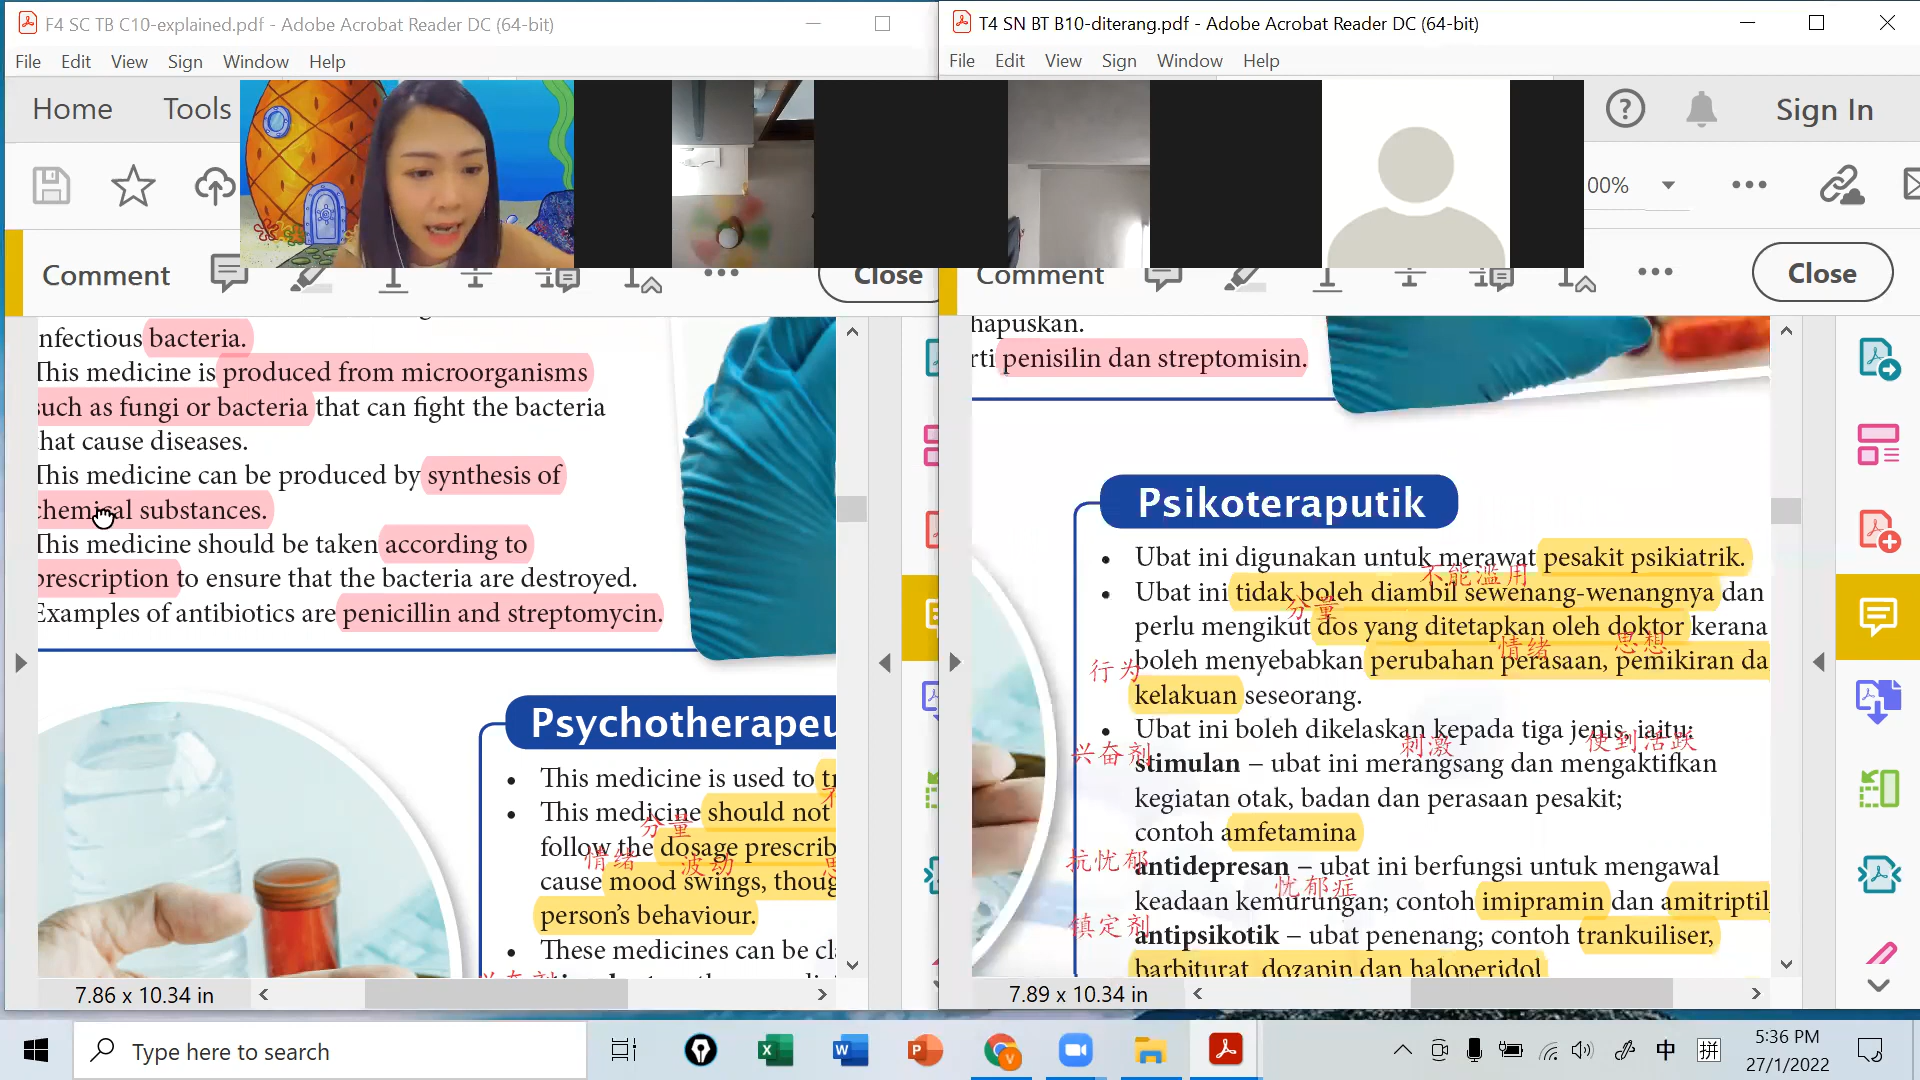 F4 SC TB C10-explained.pdf - Adobe Acrobat Reader DC (64-bit)
File Edit View Sign Window Help
Home Tools
Comment
Close
nfectious bacteria.
This medicine is produced from microorganisms
such as fungi or bacteria that can fight the bacteria
hat cause diseases.
This medicine can be produced by synthesis of
chemical substances.
This medicine should be taken according to
prescription to ensure that the bacteria are destroyed.
Examples of antibiotics are penicillin and streptomycin.
Psychotherapeu
This medicine is used to
This medicine should not
分量
follow the dosage prescrib
情绪 波动
cause mood swings, thoug
person's behaviour.
These medicines can be cl
兴奋剂
7.86 x 10.34 in
T4 SN BT B10-diterang.pdf - Adobe Acrobat Reader DC (64-bit)
File Edit View Sign Window Help
Sign In
00%
Comment
Close
hapuskan.
rti penisilin dan streptomisin.
Psikoteraputik
Ubat ini digunakan untuk merawat pesakit psikiatrik.
不能滥用
Ubat ini tidak boleh diambil sewenang-wenangnya dan
分量
perlu mengikut dos yang ditetapkan oleh doktor kerana
情绪 思想
boleh menyebabkan perubahan perasaan, pemikiran da
行为
kelakuan seseorang.
Ubat ini boleh dikelaskan kepada tiga jenis, iaitu:
兴奋剂 刺激 使到活跃
stimulan – ubat ini merangsang dan mengaktifkan
kegiatan otak, badan dan perasaan pesakit;
contoh amfetamina
抗忧郁
antidepresan – ubat ini berfungsi untuk mengawal
忧郁症
keadaan kemurungan; contoh imipramin dan amitriptil
镇定剂
antipsikotik – ubat penenang; contoh trankuiliser,
barbiturat, dozapin dan haloperidol
7.89 x 10.34 in
Type here to search
中 拼
5:36 PM
27/1/2022